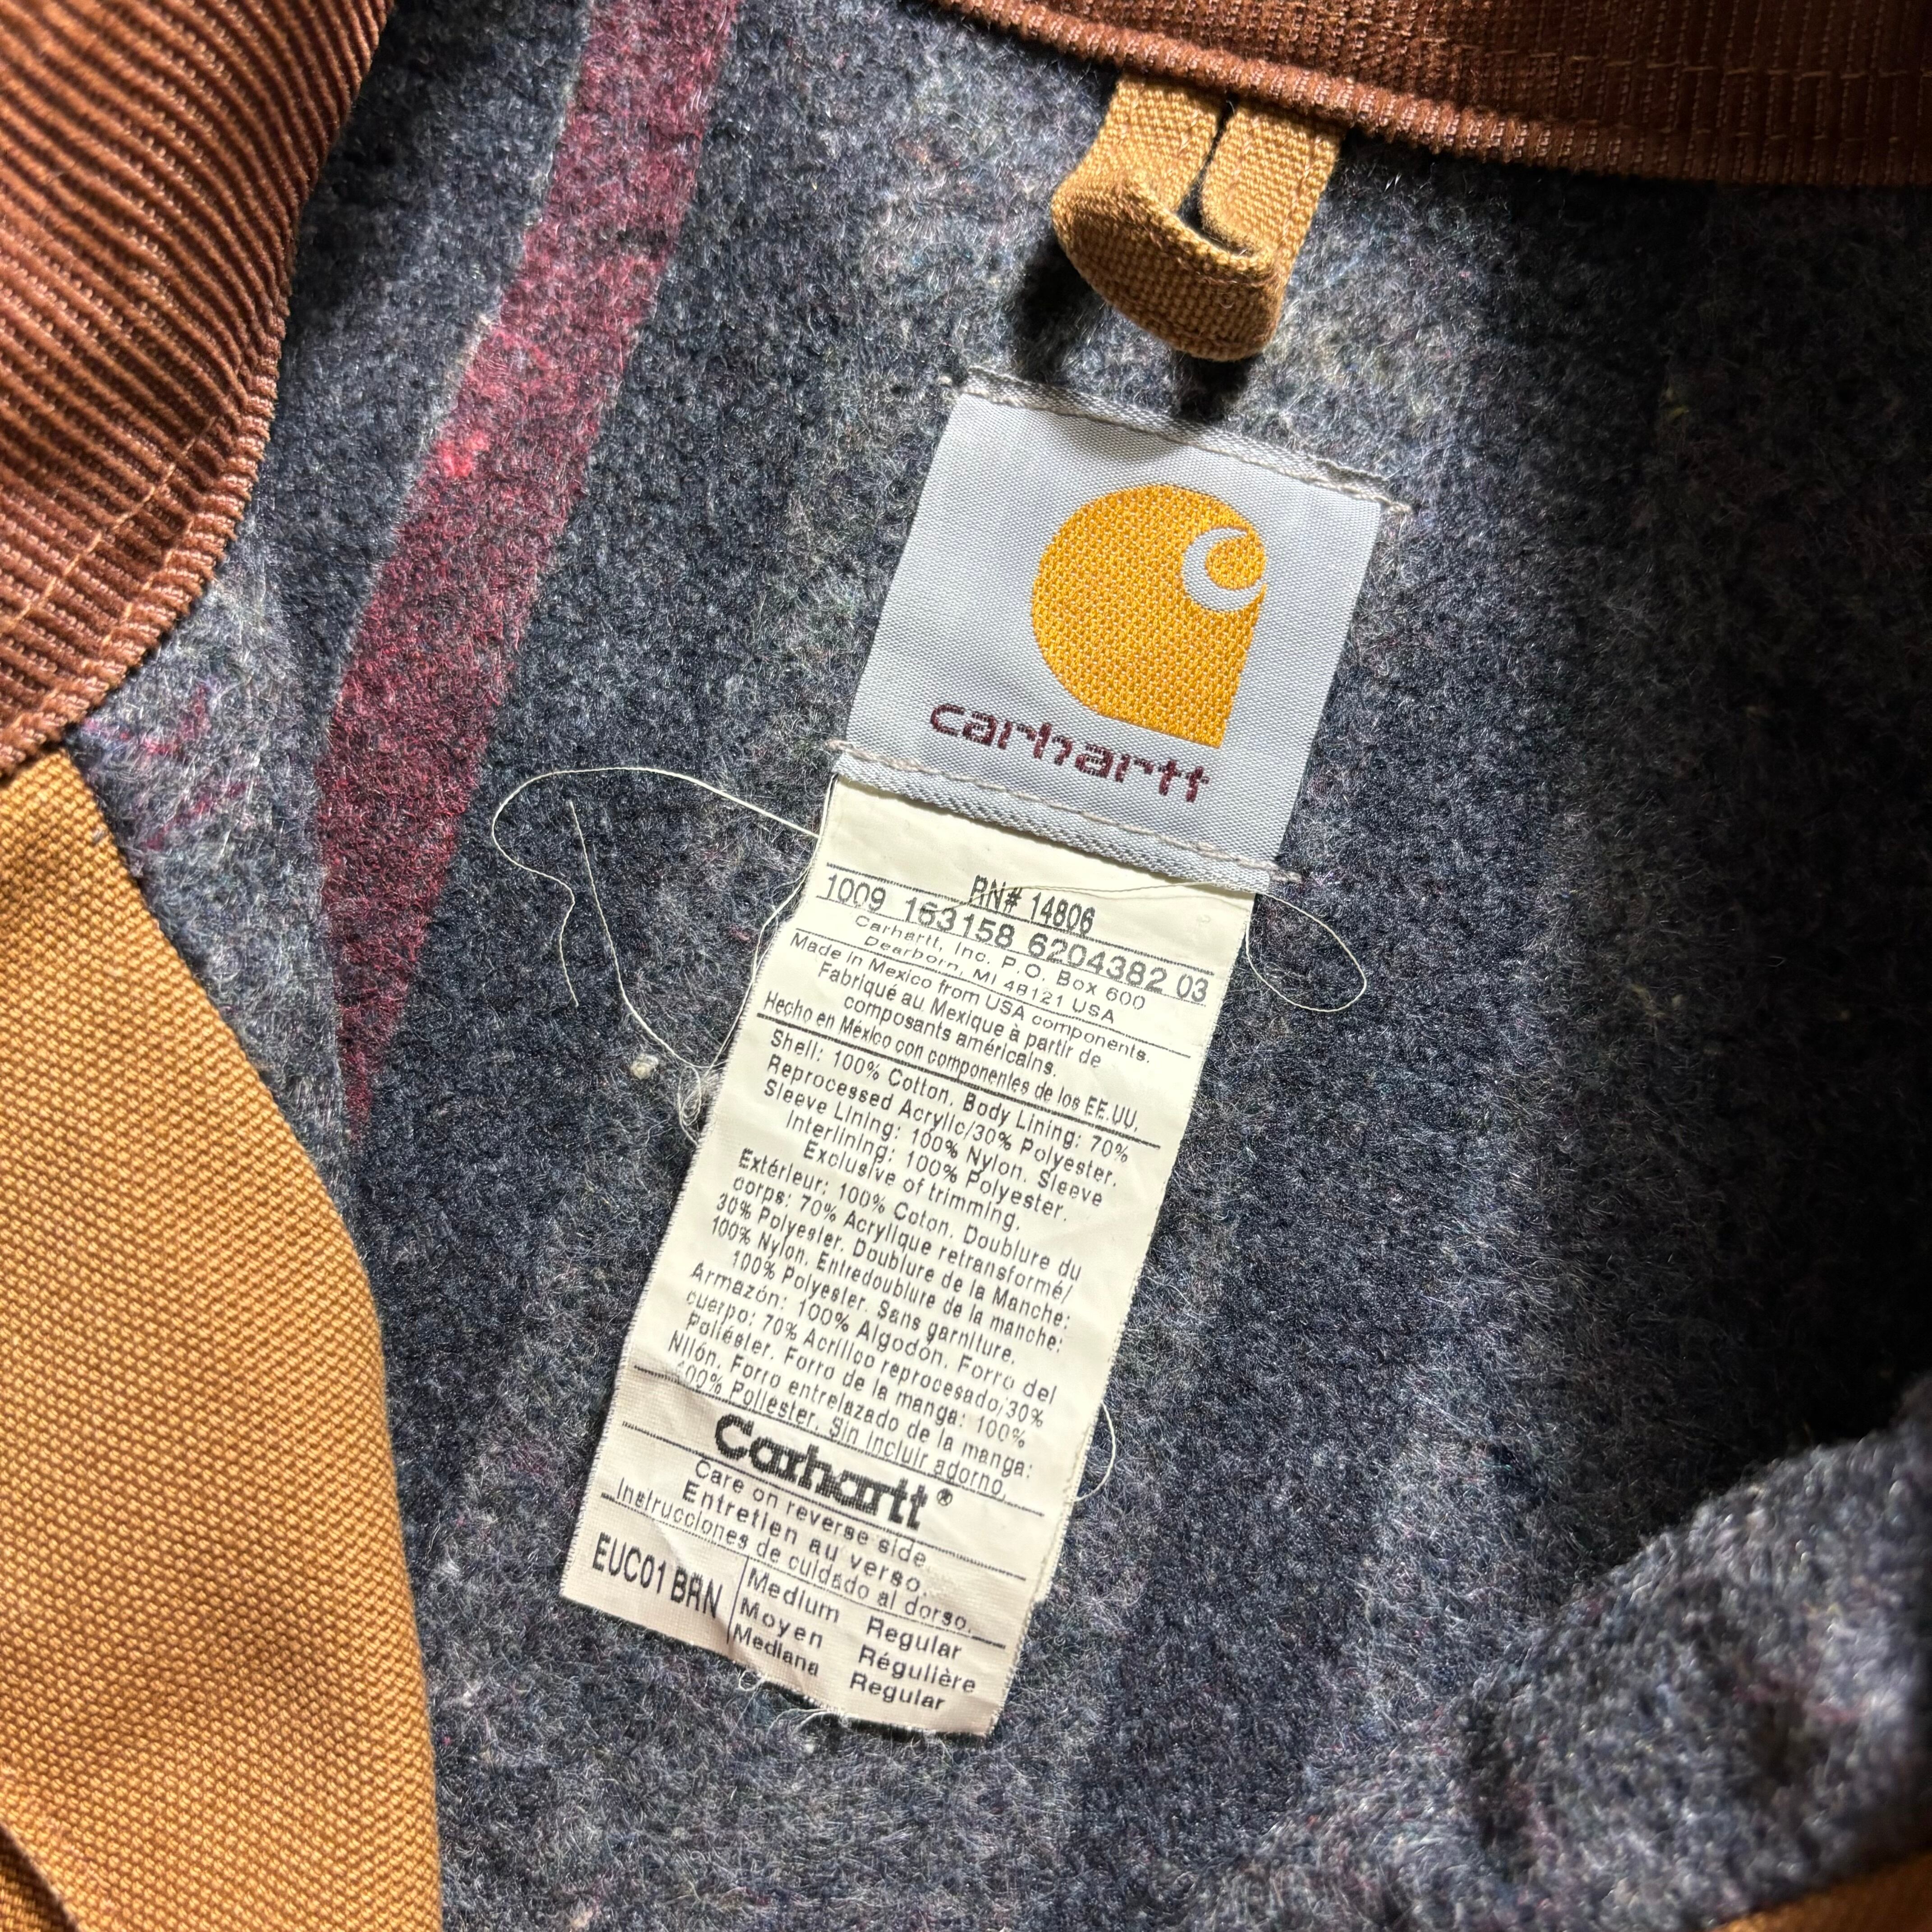 carhartt
RN# 14806
1009 163158 6204382 03
Carhartt, Inc. P.O. Box 600
Dearborn, MI 48121 USA
Made in Mexico from USA components.
Fabriqué au Mexique à partir de
composants américains.
Hecho en México con componentes de los EE.UU.
Shell: 100% Cotton. Body Lining: 70%
Reprocessed Acrylic/30% Polyester.
Sleeve Lining: 100% Nylon. Sleeve
Interlining: 100% Polyester.
Exclusive of trimming.
Extérieur: 100% Coton. Doublure du
corps: 70% Acrylique retransformé/
30% Polyester. Doublure de la Manche:
100% Nylon. Entredoublure de la manche:
100% Polyester. Sans garniture.
Armazón: 100% Algodón. Forro del
cuerpo: 70% Acrílico reprocesado/30%
Poliéster. Forro de la manga: 100%
Nilón. Forro entrelazado de la manga:
100% Poliéster. Sin incluir adorno.
Carhartt®
Care on reverse side.
Entretien au verso.
Instrucciones de cuidado al dorso.
EUC01 BRN
Medium Regular
Moyen Régulière
Mediana Regular